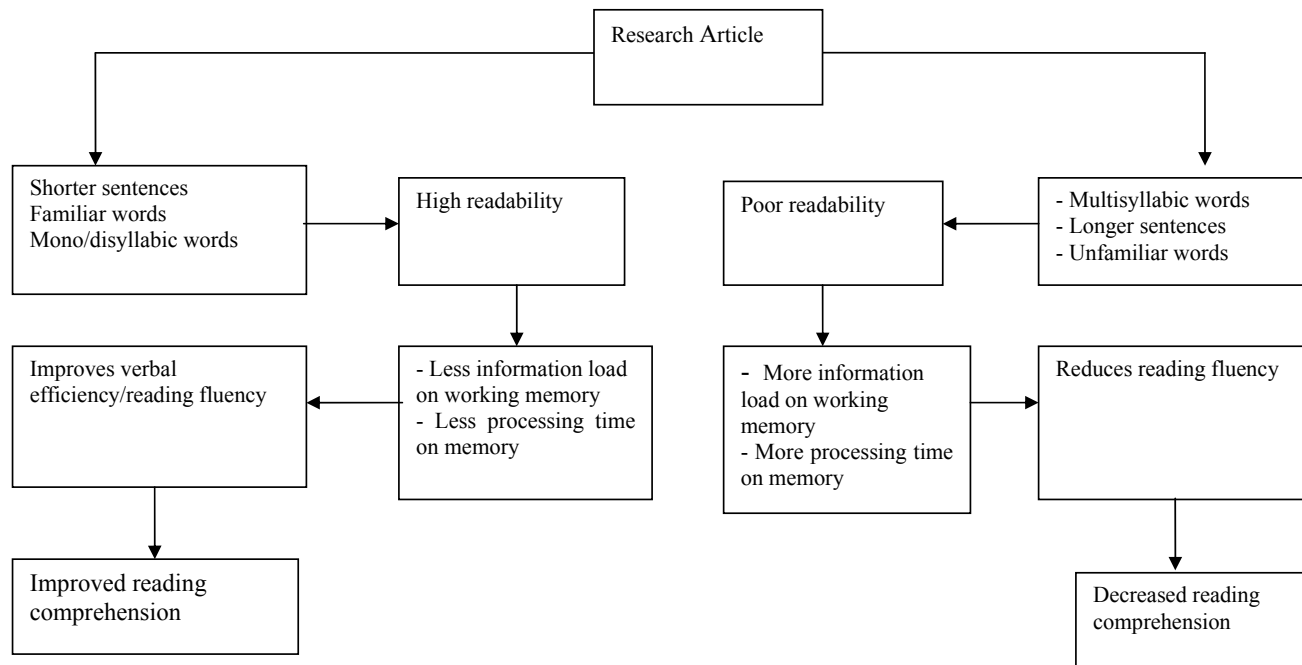 Research Article
Shorter sentences
Familiar words
Mono/disyllabic words
High readability
Poor readability
- Multisyllabic words
- Longer sentences
- Unfamiliar words
Improves verbal
efficiency/reading fluency
- Less information load
on working memory
- Less processing time
on memory
- More information
load on working
memory
- More processing time
on memory
Reduces reading fluency
Improved reading
comprehension
Decreased reading
comprehension